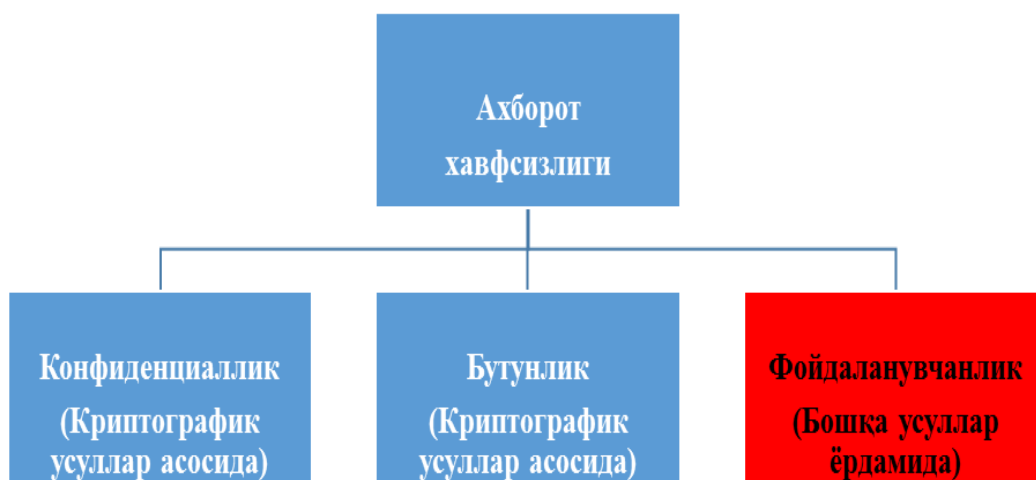 Ахборот
хавфсизлиги
Конфиденциаллик
(Криптографик
усуллар асосида)
Бутунлик
(Криптографик
усуллар асосида)
Фойдаланувчанлик
(Бошқа усуллар
ёрдамида)